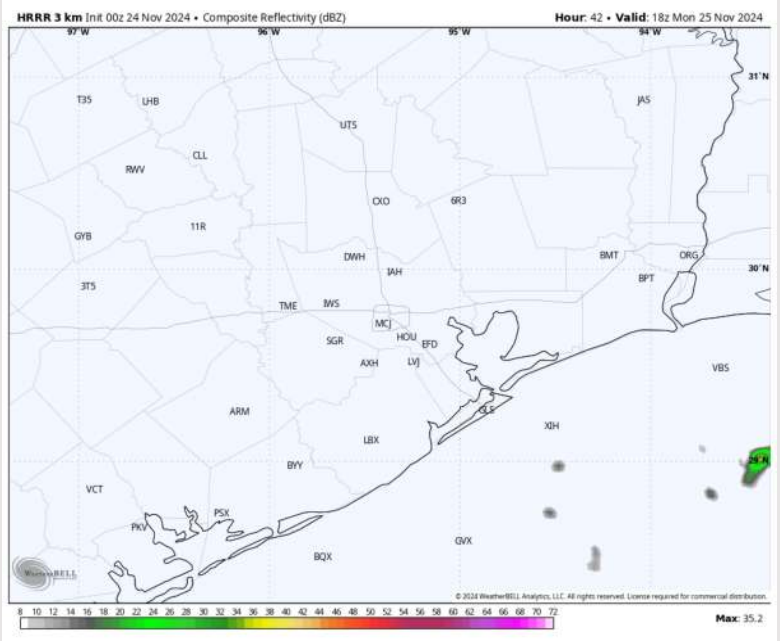 HRRR 3 km Init 00z 24 Nov 2024 • Composite Reflectivity (dBZ)
Hour: 42 • Valid: 18z Mon 25 Nov 2024
97°W
96°W
95°W
94°W
31°N
T35
LHB
JAS
UTS
CLL
RWV
CXO
6R3
11R
GYB
DWH
BMT
ORG
IAH
30°N
BPT
3T5
TME
IWS
MCJ
HOU
SGR
EFD
AXH
LVJ
VBS
ARM
GLS
XIH
LBX
29°N
BYY
VCT
PSX
PKV
GVX
BQX
WeatherBELL
© 2024 WeatherBELL Analytics, LLC. All rights reserved. License required for commercial distribution.
8 10 12 14 16 18 20 22 24 26 28 30 32 34 36 38 40 42 44 46 48 50 52 54 56 58 60 62 64 66 68 70 72
Max: 35.2